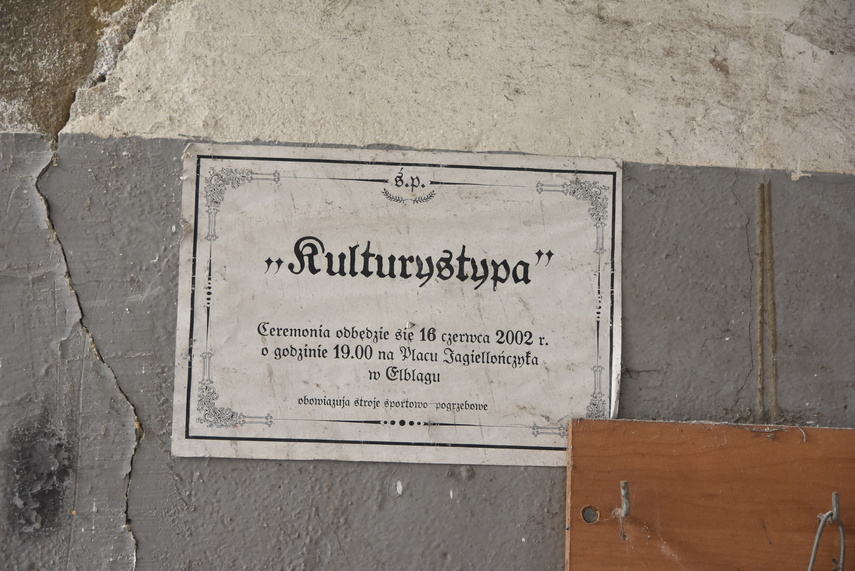 ś.p.
„Kulturystypa”
Ceremonia odbędzie się 16 czerwca 2002 r.
o godzinie 19.00 na Placu Jagiellończyka
w Elblągu
obowiązują stroje sportowo pogrzebowe